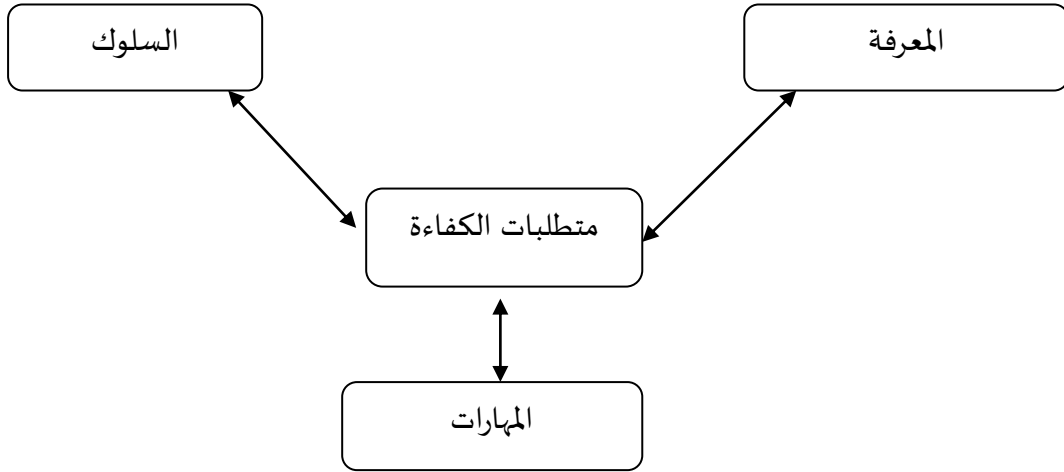 المعرفة
السلوك
متطلبات الكفاءة
المهارات